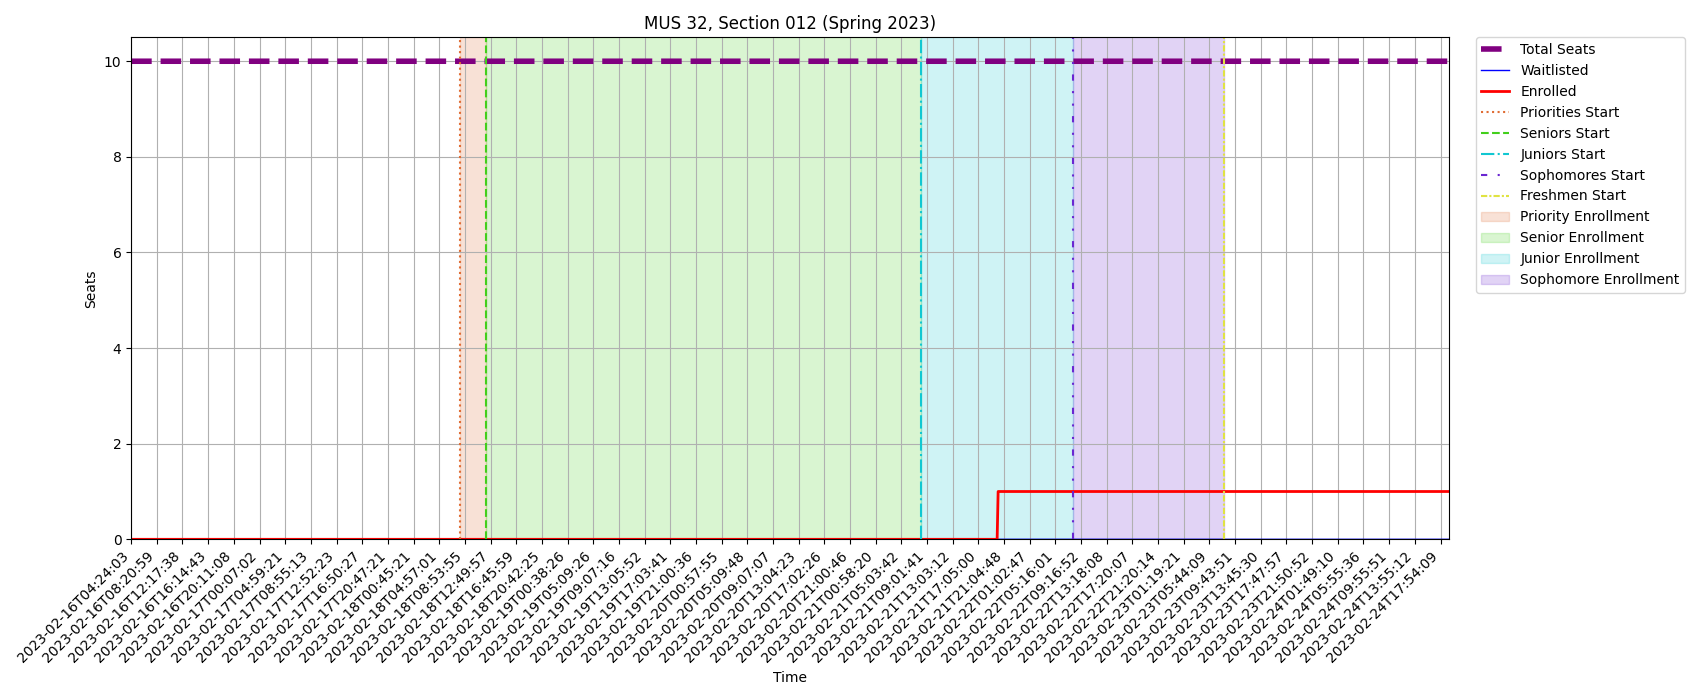 MUS 32, Section 012 (Spring 2023)
10
8
6
4
2
0
Seats
2023-02-16T04:24:03
2023-02-16T08:20:59
2023-02-16T12:17:38
2023-02-16T16:14:43
2023-02-16T20:11:08
2023-02-17T00:07:02
2023-02-17T04:59:21
2023-02-17T08:55:13
2023-02-17T12:52:23
2023-02-17T16:50:27
2023-02-17T20:47:21
2023-02-18T00:45:21
2023-02-18T04:57:01
2023-02-18T08:53:55
2023-02-18T12:49:57
2023-02-18T16:45:59
2023-02-18T20:42:25
2023-02-19T00:38:26
2023-02-19T05:09:26
2023-02-19T09:07:16
2023-02-19T13:05:52
2023-02-19T17:03:41
2023-02-19T21:00:36
2023-02-20T00:57:55
2023-02-20T05:09:48
2023-02-20T09:07:07
2023-02-20T13:04:23
2023-02-20T17:02:26
2023-02-20T21:00:46
2023-02-21T00:58:20
2023-02-21T05:03:42
2023-02-21T09:01:41
2023-02-21T13:03:12
2023-02-21T17:05:00
2023-02-21T21:04:48
2023-02-22T01:02:47
2023-02-22T05:16:01
2023-02-22T09:16:52
2023-02-22T13:18:08
2023-02-22T17:20:07
2023-02-22T21:20:14
2023-02-23T01:19:21
2023-02-23T05:44:09
2023-02-23T09:43:51
2023-02-23T13:45:30
2023-02-23T17:47:57
2023-02-23T21:50:52
2023-02-24T01:49:10
2023-02-24T05:55:36
2023-02-24T09:55:51
2023-02-24T13:55:12
2023-02-24T17:54:09
Time
Total Seats
Waitlisted
Enrolled
Priorities Start
Seniors Start
Juniors Start
Sophomores Start
Freshmen Start
Priority Enrollment
Senior Enrollment
Junior Enrollment
Sophomore Enrollment